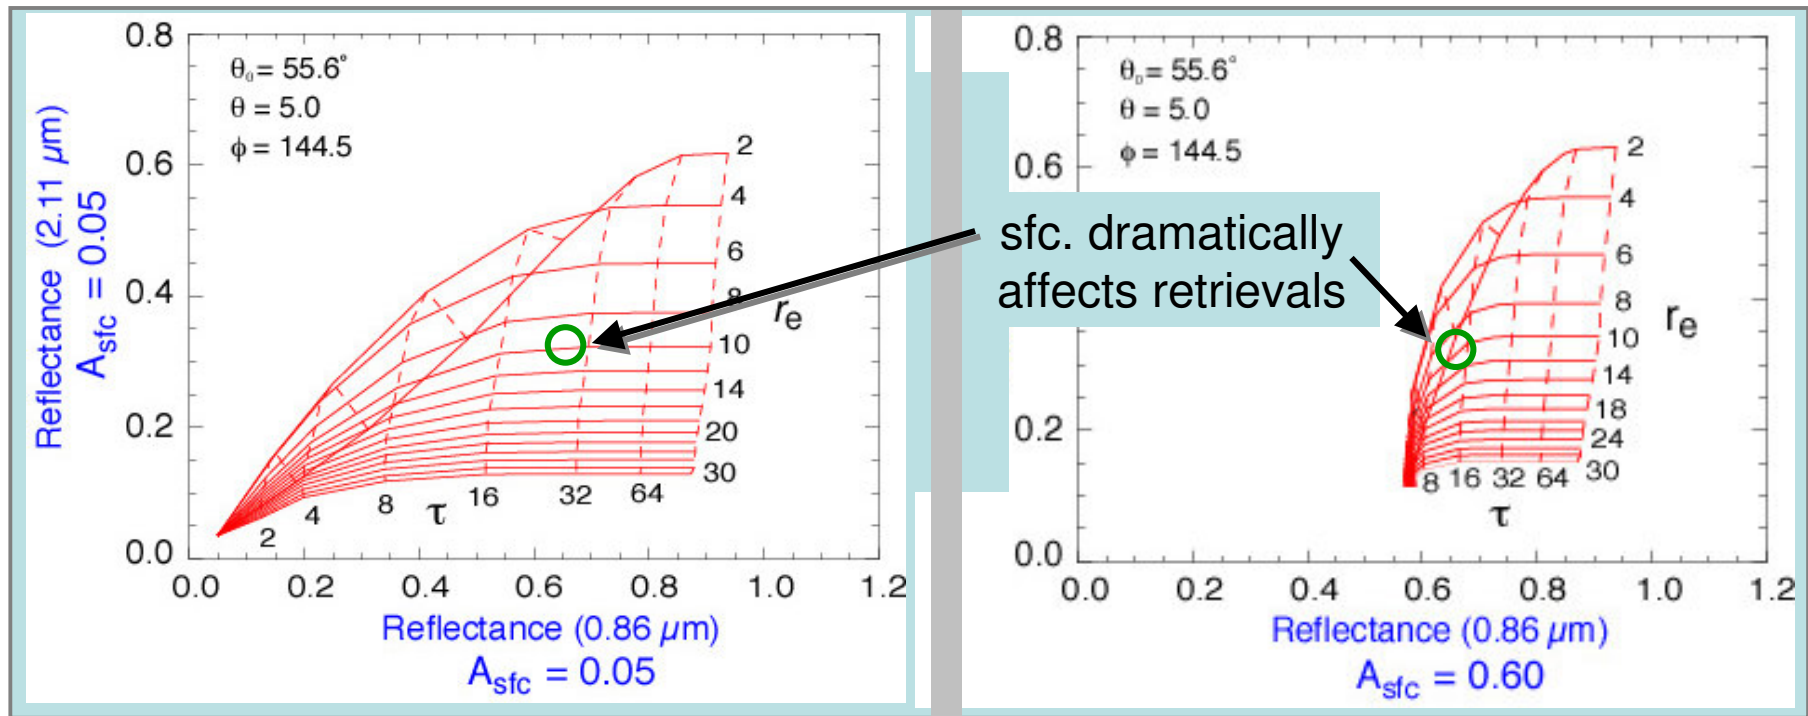 0.8
0.6
0.4
0.2
0.0
Reflectance (2.11 µm)
A_sfc = 0.05
θ₀ = 55.6°
θ = 5.0
ϕ = 144.5
2
4
6
8
10
14
20
30
r_e
2
4
8
16
32
64
τ
0.0 0.2 0.4 0.6 0.8 1.0 1.2
Reflectance (0.86 µm)
A_sfc = 0.05
sfc. dramatically
affects retrievals
0.8
0.6
0.4
0.2
0.0
θ₀ = 55.6°
θ = 5.0
ϕ = 144.5
2
4
6
8
10
14
18
24
30
r_e
8 16 32 64
τ
0.0 0.2 0.4 0.6 0.8 1.0 1.2
Reflectance (0.86 µm)
A_sfc = 0.60